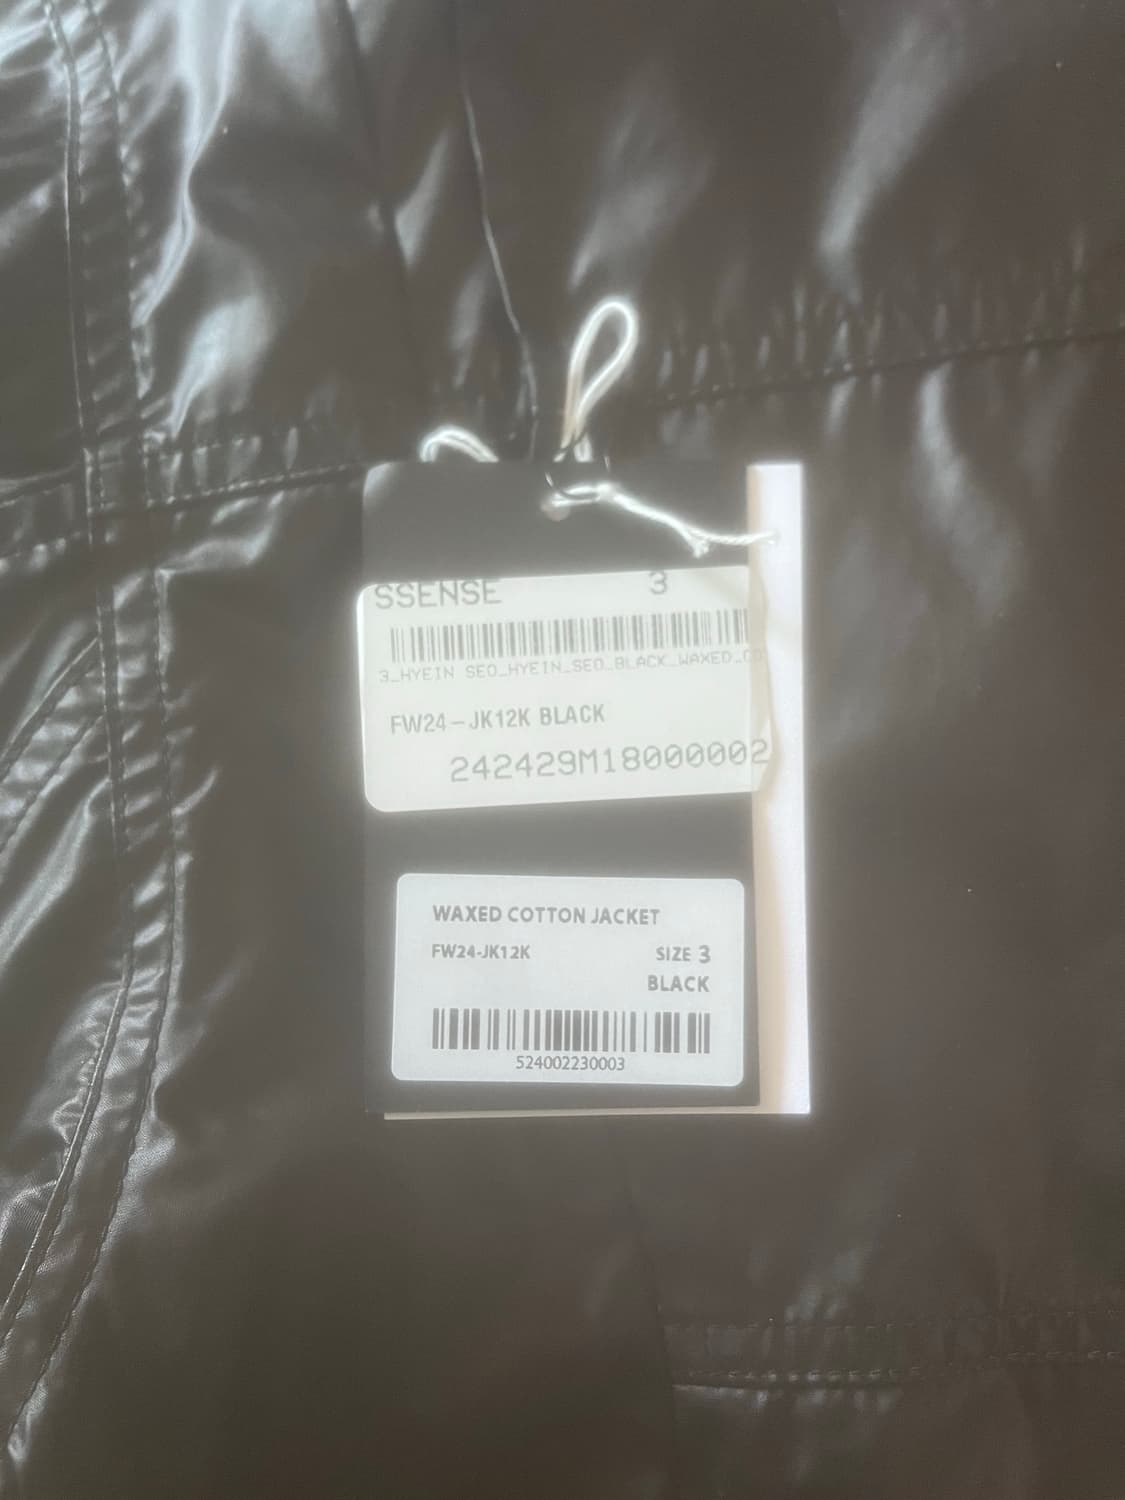 SSENSE 3
3_HYEIN SEO_HYEIN_SEO_BLACK_WAXED_CO
FW24-JK12K BLACK
242429M18000002
WAXED COTTON JACKET
FW24-JK12K SIZE 3
BLACK
524002230003